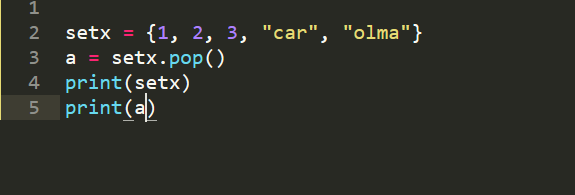 1
2 setx = {1, 2, 3, "car", "olma"}
3 a = setx.pop()
4 print(setx)
5 print(a)